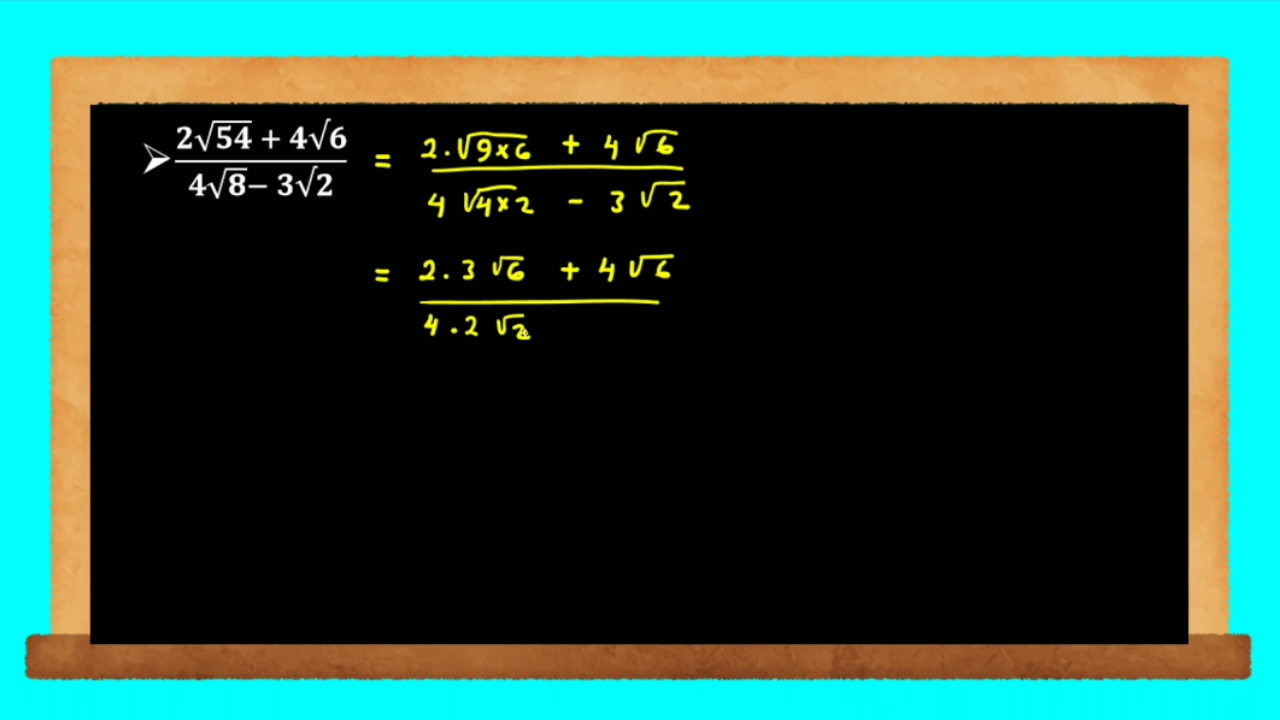 ➤ (2√54 + 4√6)/(4√8– 3√2) = (2.√9×6 + 4 √6)/(4 √4×2 - 3 √2)
= (2.3 √6 + 4 √6)/(4.2 √2)